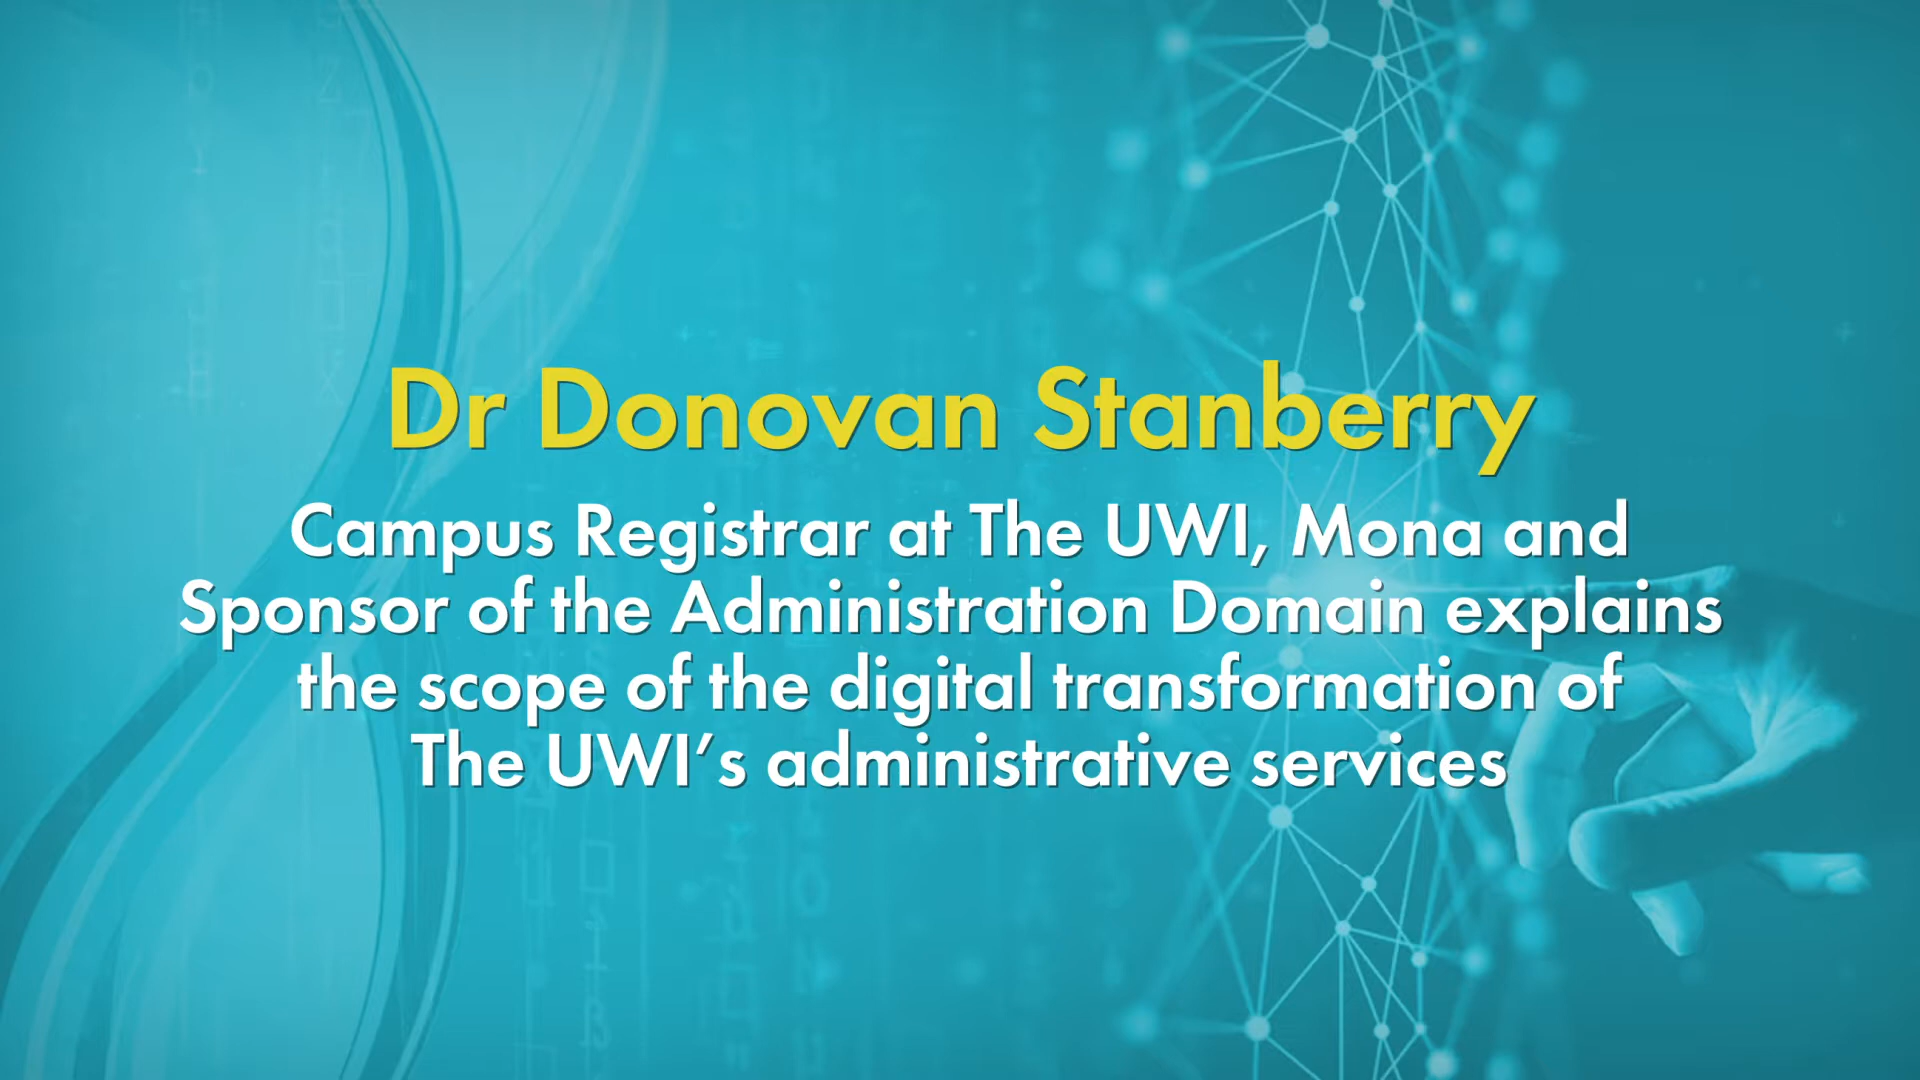 Dr Donovan Stanberry
Campus Registrar at The UWI, Mona and
Sponsor of the Administration Domain explains
the scope of the digital transformation of
The UWI’s administrative services